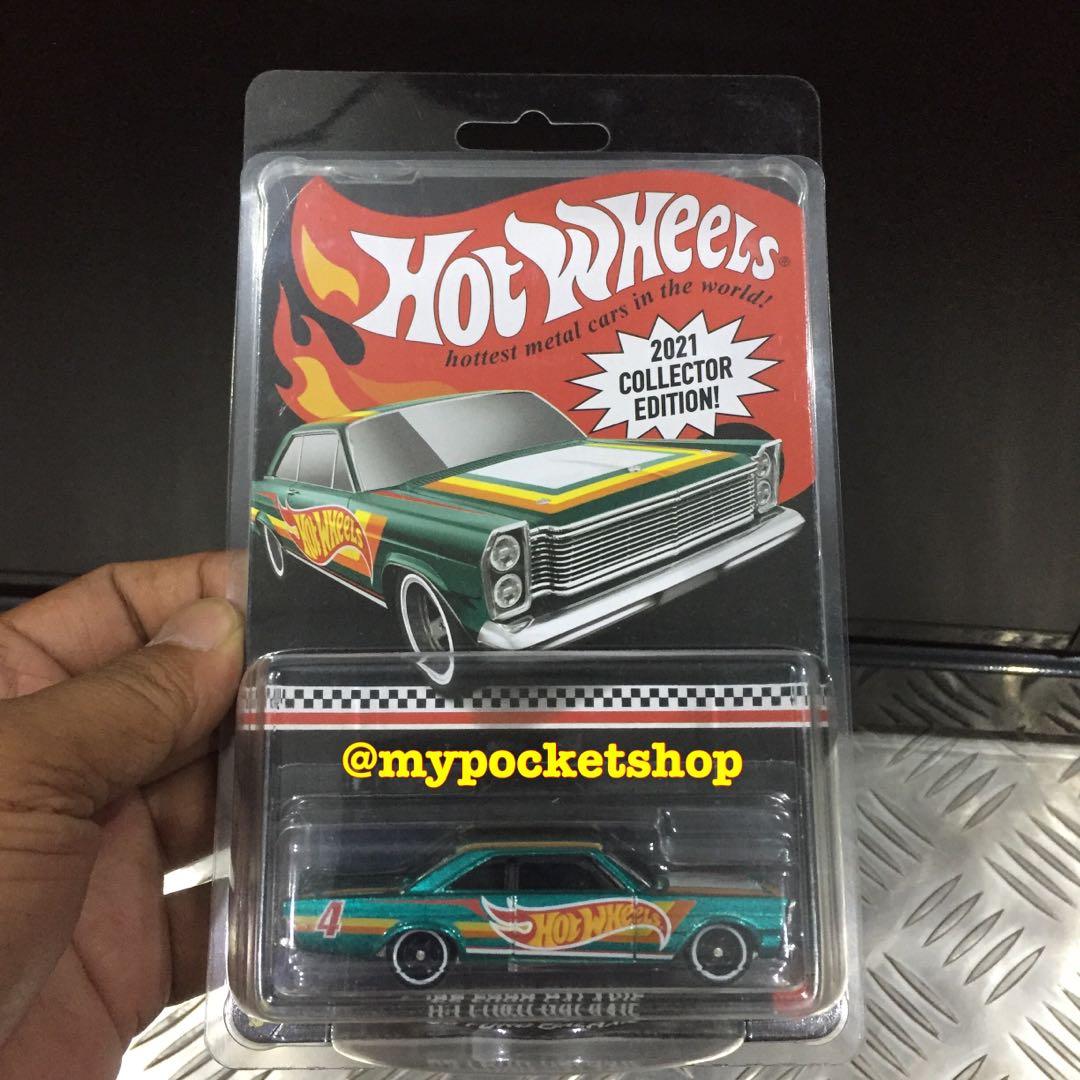 Hot Wheels®
hottest metal cars in the world!
2021
COLLECTOR
EDITION!
HOT WHEELS
@mypocketshop
4
HOT WHEELS